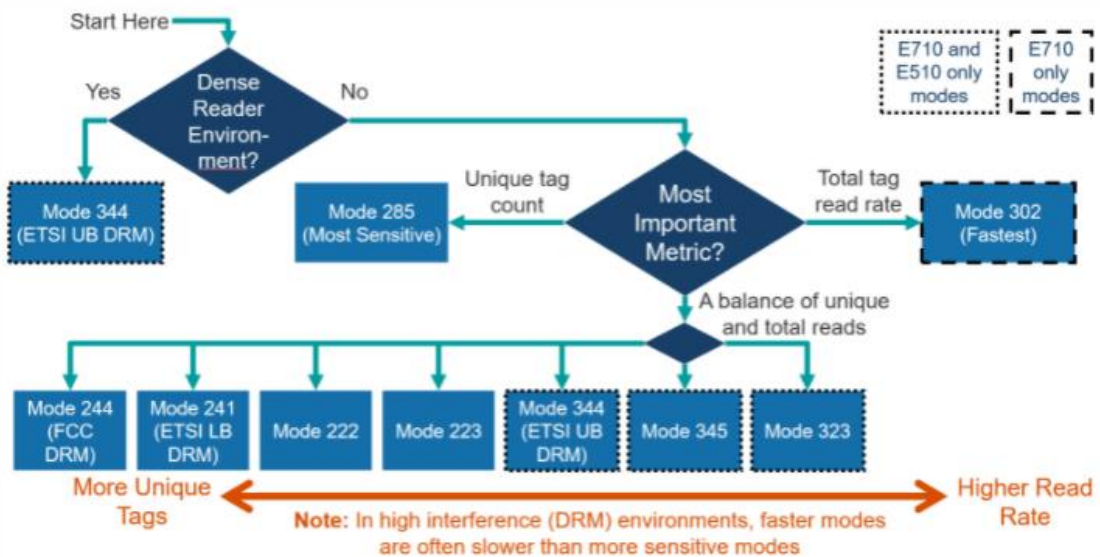 Start Here
Dense
Reader
Environ-
ment?
Yes
No
E710 and
E510 only
modes
E710
only
modes
Mode 344
(ETSI UB DRM)
Unique tag
count
Mode 285
(Most Sensitive)
Most
Important
Metric?
Total tag
read rate
Mode 302
(Fastest)
A balance of unique
and total reads
Mode 244
(FCC
DRM)
Mode 241
(ETSI LB
DRM)
Mode 222
Mode 223
Mode 344
(ETSI UB
DRM)
Mode 345
Mode 323
More Unique
Tags
Higher Read
Rate
Note: In high interference (DRM) environments, faster modes
are often slower than more sensitive modes